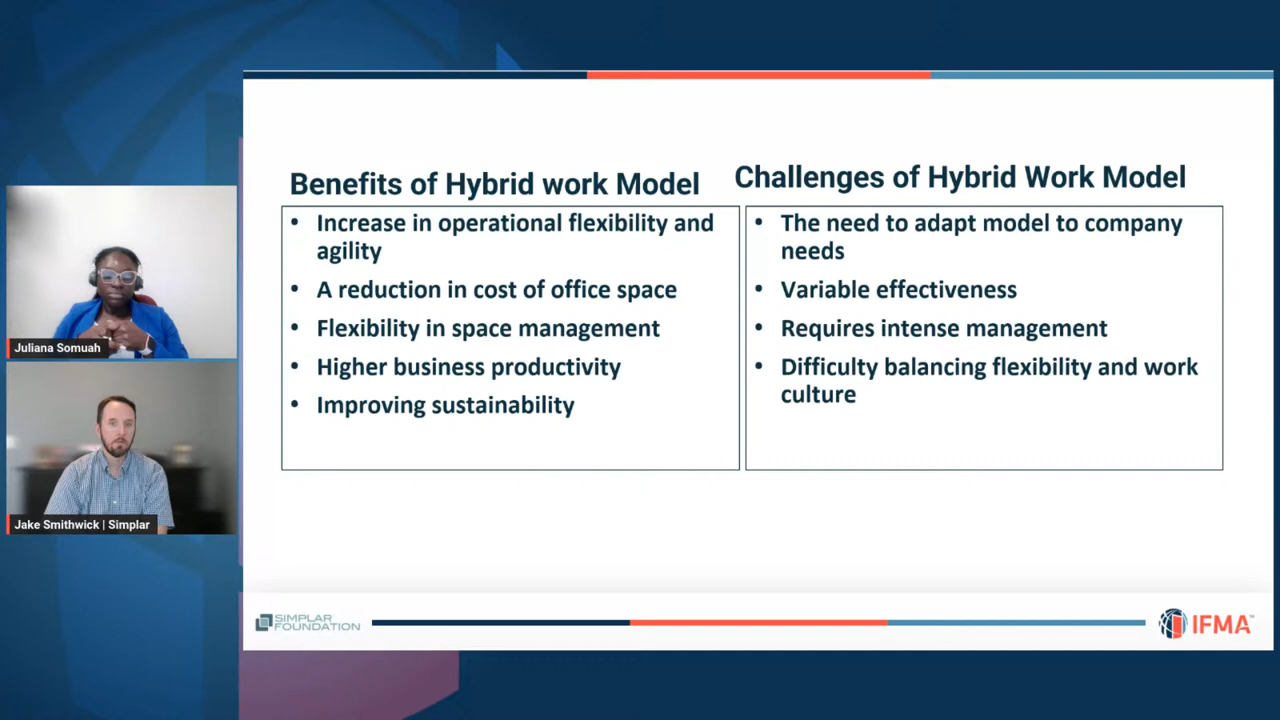 Benefits of Hybrid work Model
• Increase in operational flexibility and
agility
• A reduction in cost of office space
• Flexibility in space management
• Higher business productivity
• Improving sustainability
Challenges of Hybrid Work Model
• The need to adapt model to company
needs
• Variable effectiveness
• Requires intense management
• Difficulty balancing flexibility and work
culture
Juliana Somuah
Jake Smithwick | Simplar
SIMPLAR
FOUNDATION
IFMA™